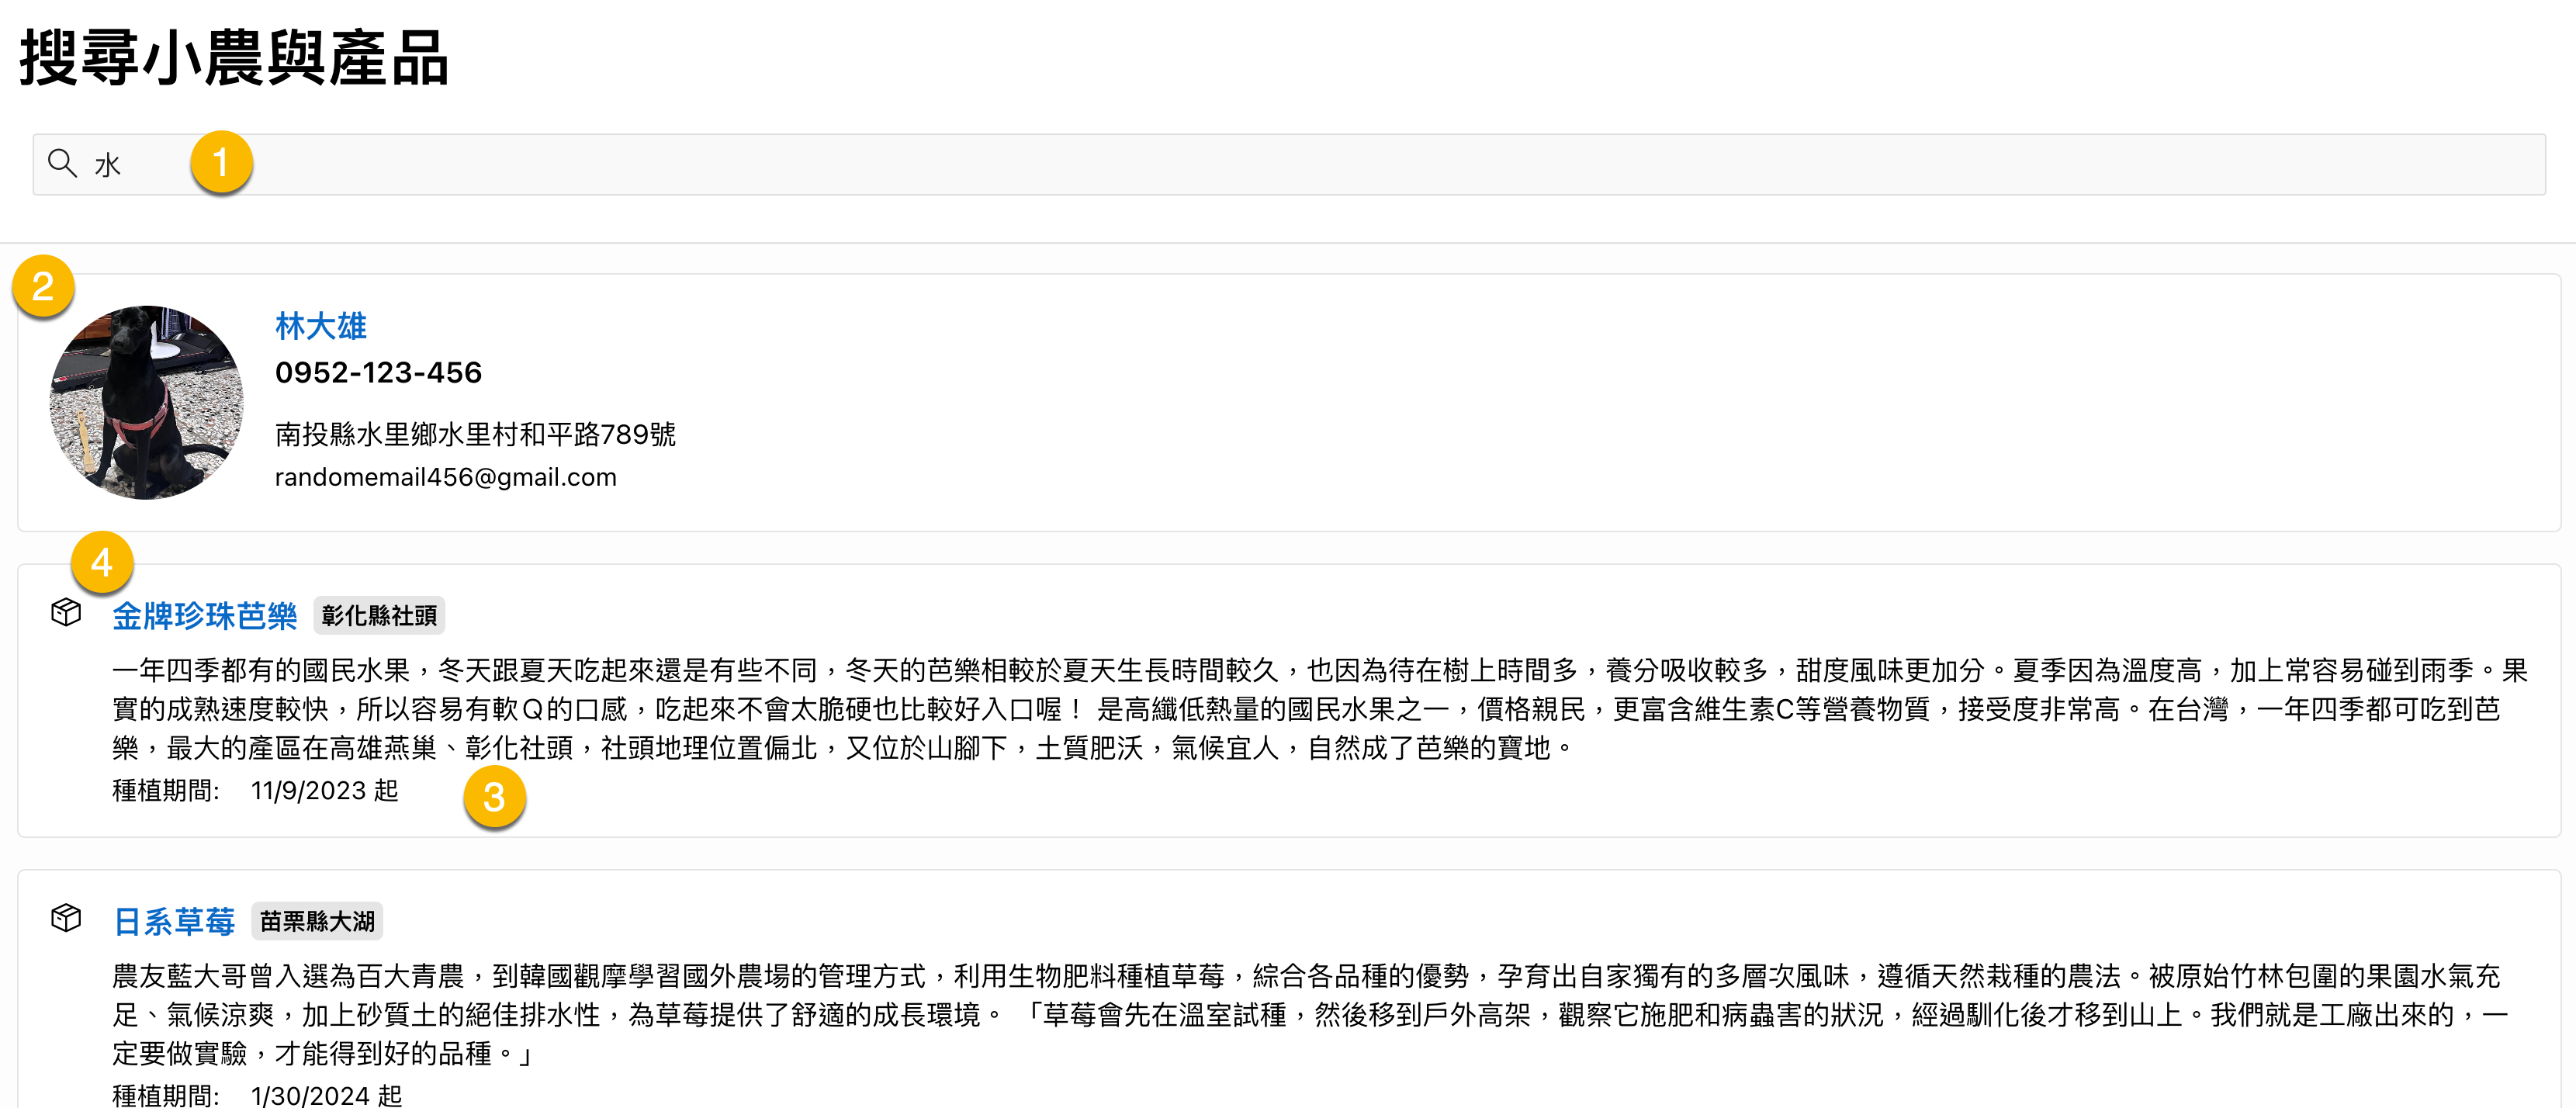 搜尋小農與產品
水
1
2
林大雄
0952-123-456
南投縣水里鄉水里村和平路789號
randomemail456@gmail.com
4
金牌珍珠芭樂 彰化縣社頭
一年四季都有的國民水果，冬天跟夏天吃起來還是有些不同，冬天的芭樂相較於夏天生長時間較久，也因為待在樹上時間多，養分吸收較多，甜度風味更加分。夏季因為溫度高，加上常容易碰到雨季。果
實的成熟速度較快，所以容易有軟Ｑ的口感，吃起來不會太脆硬也比較好入口喔！ 是高纖低熱量的國民水果之一，價格親民，更富含維生素C等營養物質，接受度非常高。在台灣，一年四季都可吃到芭
樂，最大的產區在高雄燕巢、彰化社頭，社頭地理位置偏北，又位於山腳下，土質肥沃，氣候宜人，自然成了芭樂的寶地。
種植期間: 11/9/2023 起
3
日系草莓 苗栗縣大湖
農友藍大哥曾入選為百大青農，到韓國觀摩學習國外農場的管理方式，利用生物肥料種植草莓，綜合各品種的優勢，孕育出自家獨有的多層次風味，遵循天然栽種的農法。被原始竹林包圍的果園水氣充
足、氣候涼爽，加上砂質土的絕佳排水性，為草莓提供了舒適的成長環境。 「草莓會先在溫室試種，然後移到戶外高架，觀察它施肥和病蟲害的狀況，經過馴化後才移到山上。我們就是工廠出來的，一
定要做實驗，才能得到好的品種。」
種植期間: 1/30/2024 起